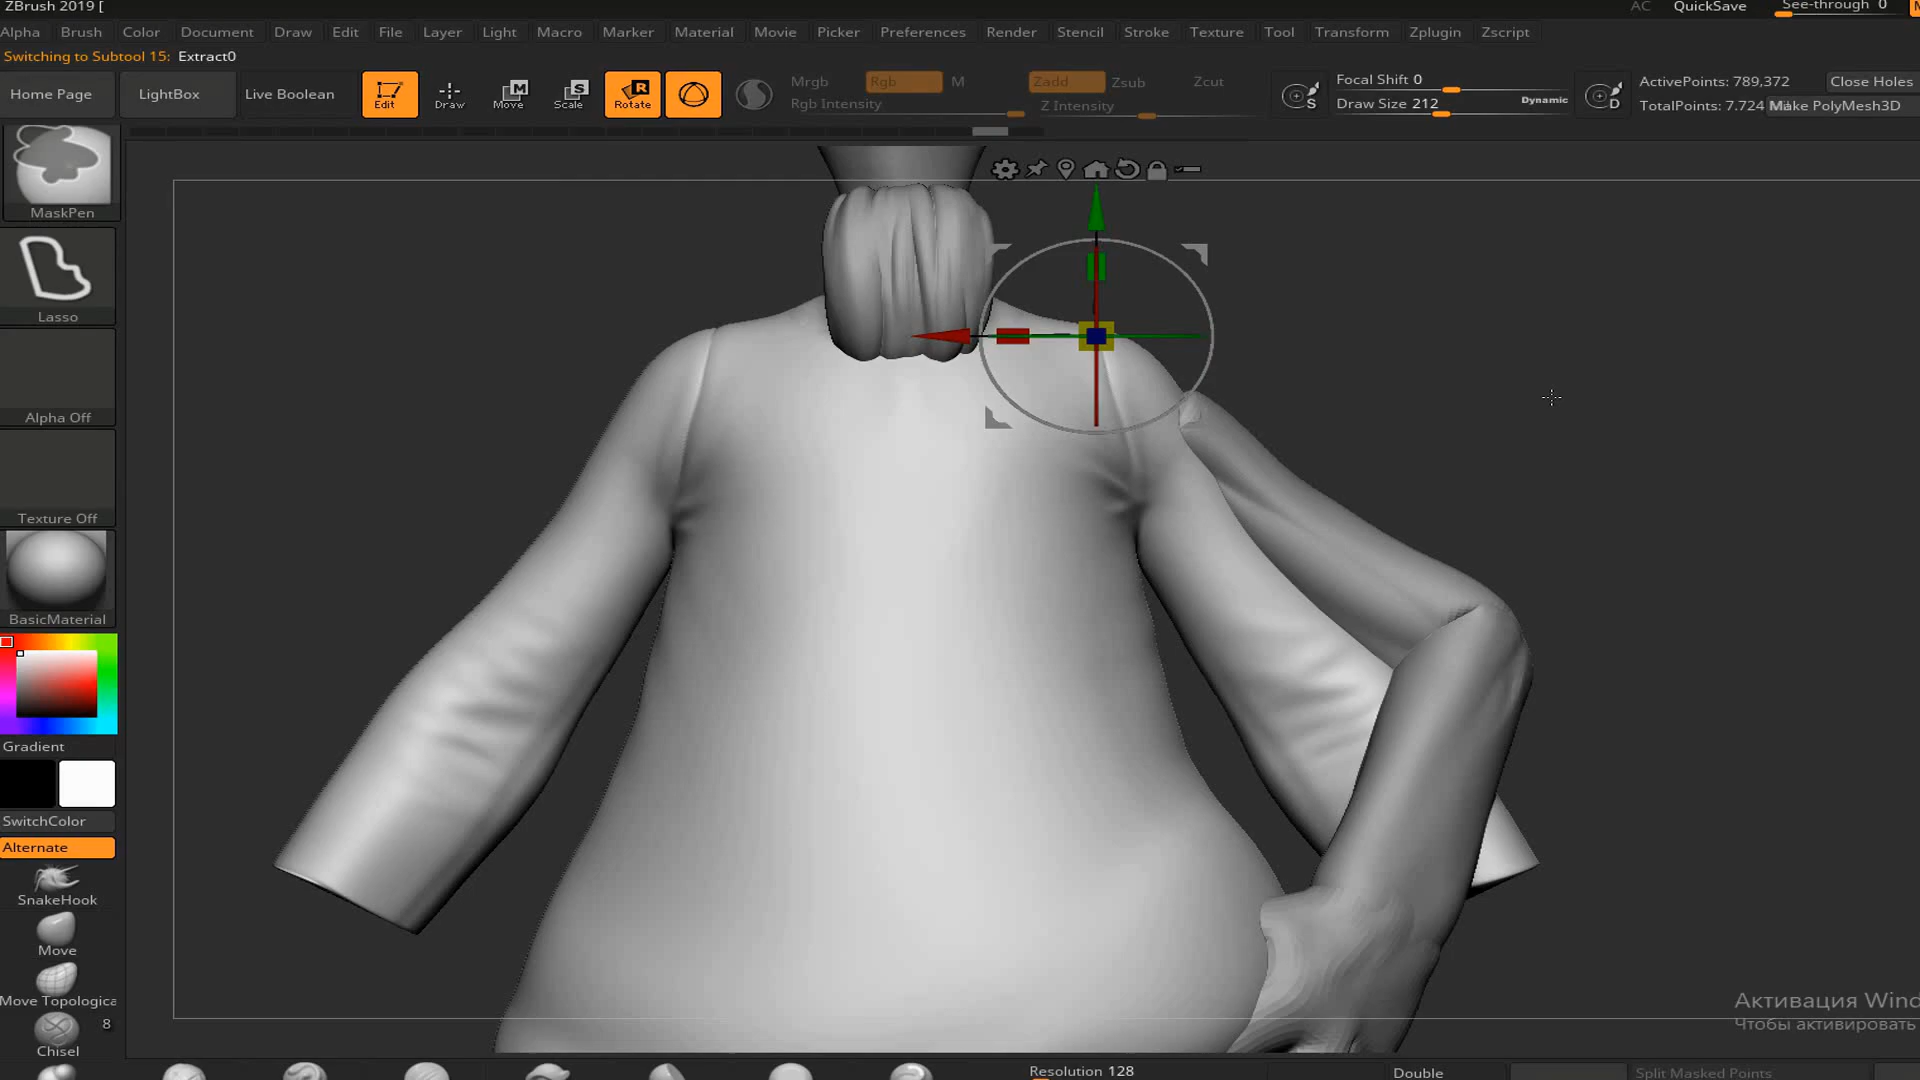 ZBrush 2019 [
AC QuickSave See-through 0
Alpha Brush Color Document Draw Edit File Layer Light Macro Marker Material Movie Picker Preferences Render Stencil Stroke Texture Tool Transform Zplugin Zscript
Switching to Subtool 15: Extract0
Home Page LightBox Live Boolean Edit Draw Move Scale Rotate
M S R
Mrgb Rgb M Zadd Zsub Zcut
Rgb Intensity Z Intensity
S Focal Shift 0
Draw Size 212 Dynamic
D ActivePoints: 789,372 Close Holes
TotalPoints: 7.724 Make PolyMesh3D
MaskPen
Lasso
Alpha Off
Texture Off
BasicMaterial
Gradient
SwitchColor
Alternate
SnakeHook
Move
Move Topologica
8
Chisel
Активация Wind
Чтобы активировать
Resolution 128 Double Split Masked Points